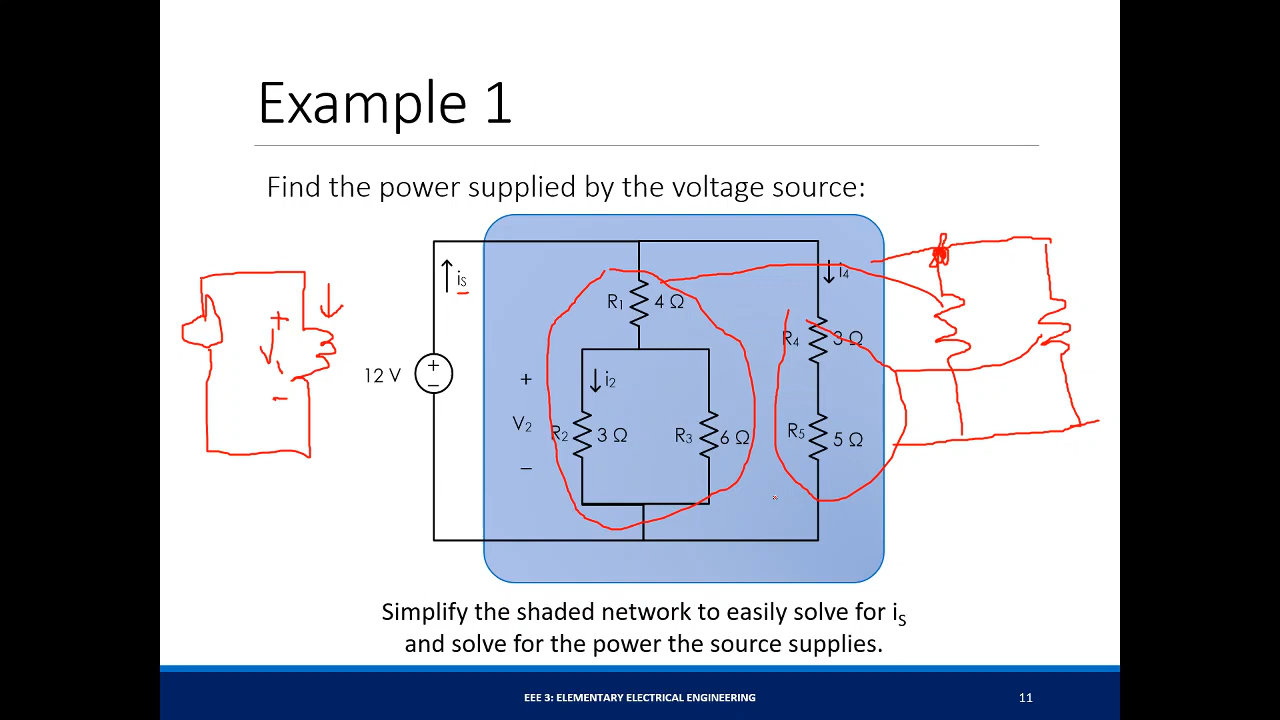 Example 1
Find the power supplied by the voltage source:
iS
i4
R1 4 Ω
R4 3 Ω
12 V
+
−
+
V2
−
i2
R2 3 Ω
R3 6 Ω
R5 5 Ω
+
V
−
Simplify the shaded network to easily solve for iS
and solve for the power the source supplies.
EEE 3: ELEMENTARY ELECTRICAL ENGINEERING
11